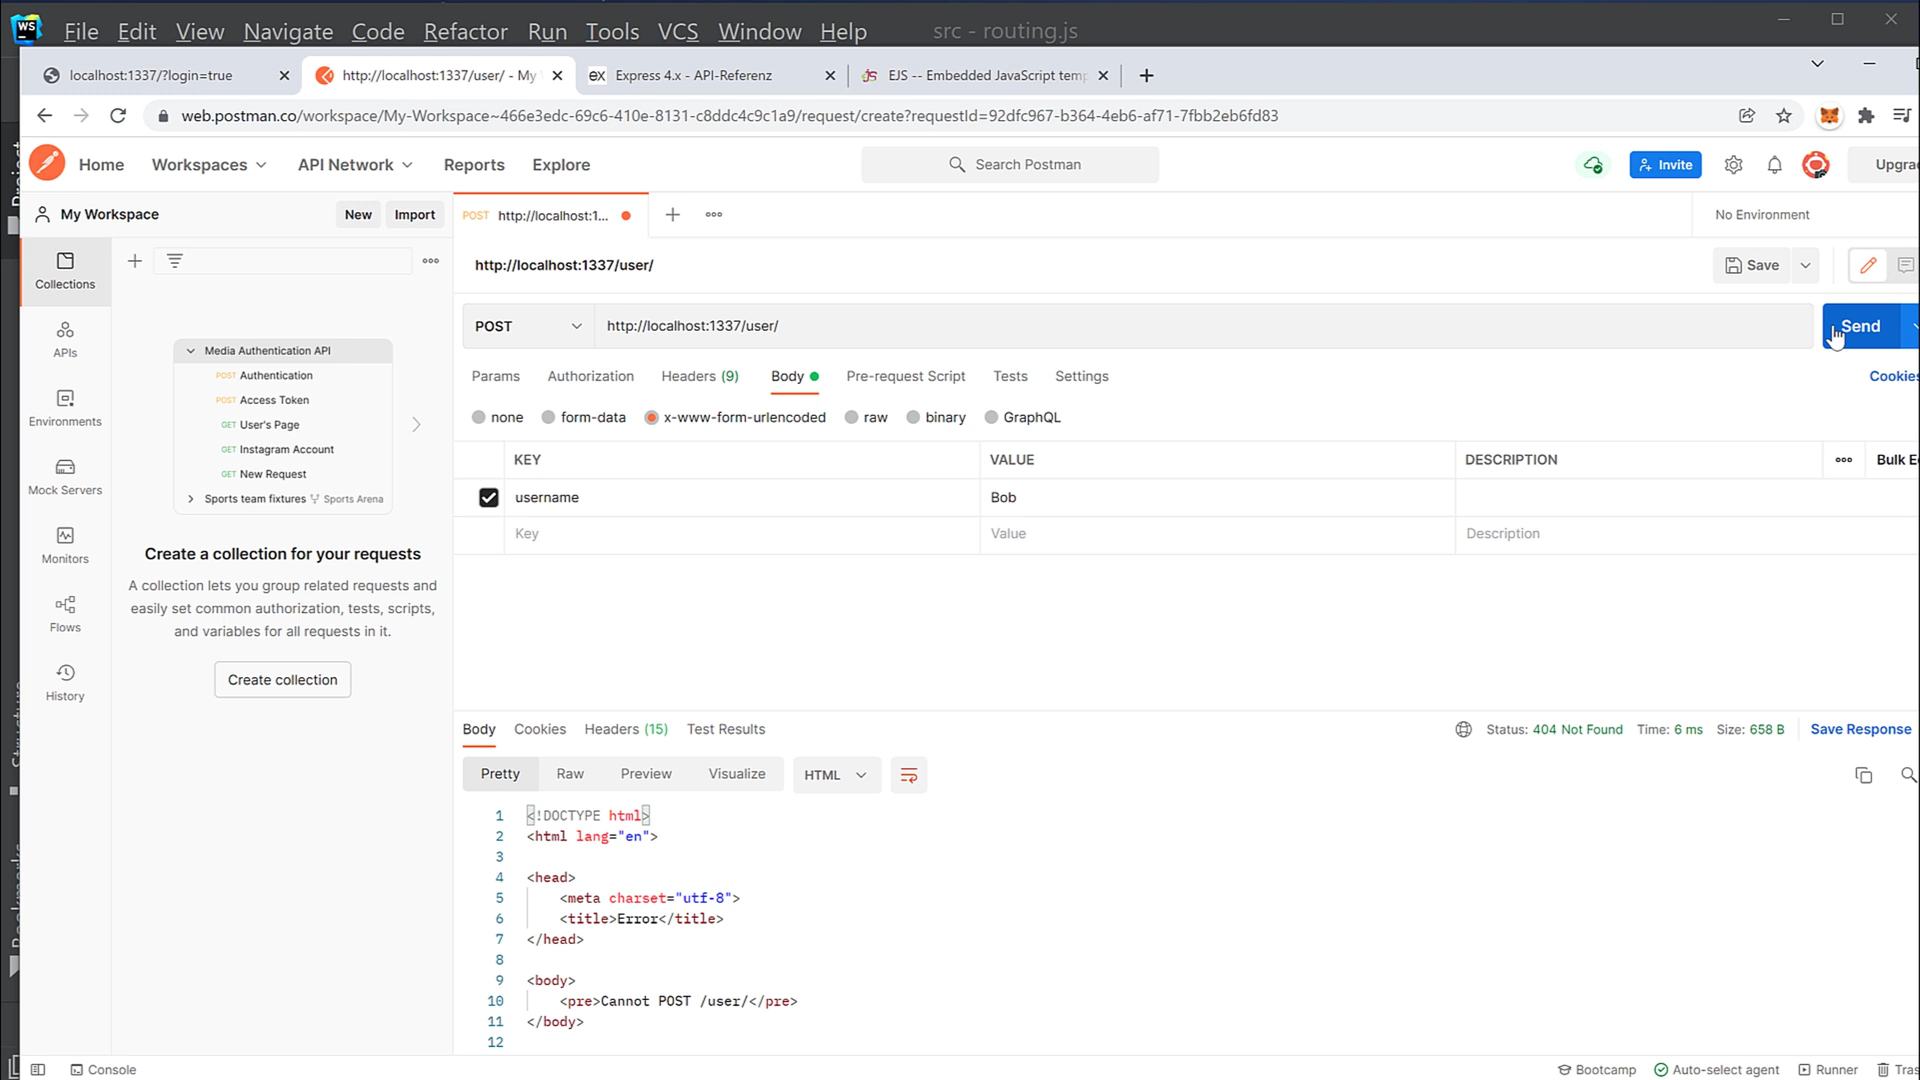 WS File Edit View Navigate Code Refactor Run Tools VCS Window Help src - routing.js
localhost:1337/?login=true http://localhost:1337/user/ - My ex Express 4.x - API-Referenz EJS -- Embedded JavaScript temp
web.postman.co/workspace/My-Workspace~466e3edc-69c6-410e-8131-c8ddc4c9c1a9/request/create?requestId=92dfc967-b364-4eb6-af71-7fbb2eb6fd83
Home Workspaces API Network Reports Explore Search Postman Invite Upgra
My Workspace New Import POST http://localhost:1... No Environment
Collections
http://localhost:1337/user/ Save
APIs
Environments
Mock Servers
Monitors
Flows
History
Media Authentication API
POST Authentication
POST Access Token
GET User's Page
GET Instagram Account
GET New Request
Sports team fixtures Sports Arena
Create a collection for your requests
A collection lets you group related requests and
easily set common authorization, tests, scripts,
and variables for all requests in it.
Create collection
POST http://localhost:1337/user/ Send
Params Authorization Headers (9) Body Pre-request Script Tests Settings Cookies
none form-data x-www-form-urlencoded raw binary GraphQL
KEY VALUE DESCRIPTION Bulk E
username Bob
Key Value Description
Body Cookies Headers (15) Test Results Status: 404 Not Found Time: 6 ms Size: 658 B Save Response
Pretty Raw Preview Visualize HTML
1 <!DOCTYPE html>
2 <html lang="en">
3
4 <head>
5 <meta charset="utf-8">
6 <title>Error</title>
7 </head>
8
9 <body>
10 <pre>Cannot POST /user/</pre>
11 </body>
12
Console Bootcamp Auto-select agent Runner Tras